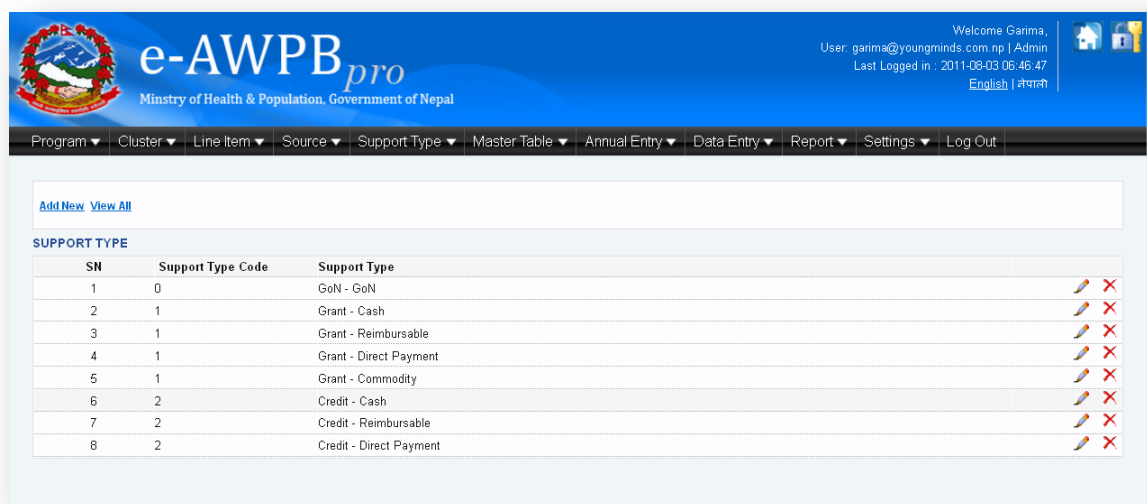 e-AWPB pro
Minstry of Health & Population, Government of Nepal
Welcome Garima,
User: garima@youngminds.com.np | Admin
Last Logged in : 2011-08-03 06:46:47
English | नेपाली
Program ▼ Cluster ▼ Line Item ▼ Source ▼ Support Type ▼ Master Table ▼ Annual Entry ▼ Data Entry ▼ Report ▼ Settings ▼ Log Out
Add New View All
SUPPORT TYPE
SN Support Type Code Support Type
1 0 GoN - GoN
2 1 Grant - Cash
3 1 Grant - Reimbursable
4 1 Grant - Direct Payment
5 1 Grant - Commodity
6 2 Credit - Cash
7 2 Credit - Reimbursable
8 2 Credit - Direct Payment